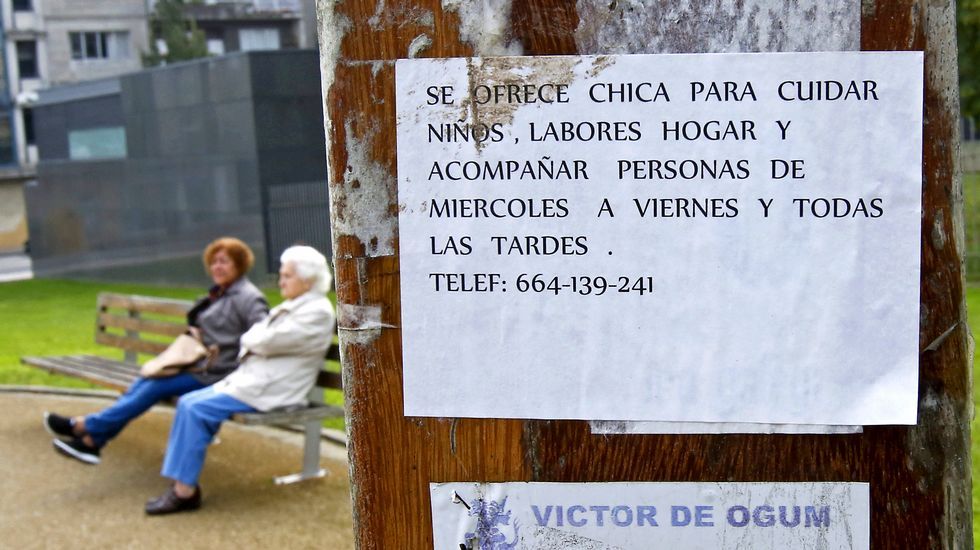 SE OFRECE CHICA PARA CUIDAR
NIÑOS, LABORES HOGAR Y
ACOMPAÑAR PERSONAS DE
MIERCOLES A VIERNES Y TODAS
LAS TARDES .
TELEF: 664-139-241
VICTOR DE OGUM